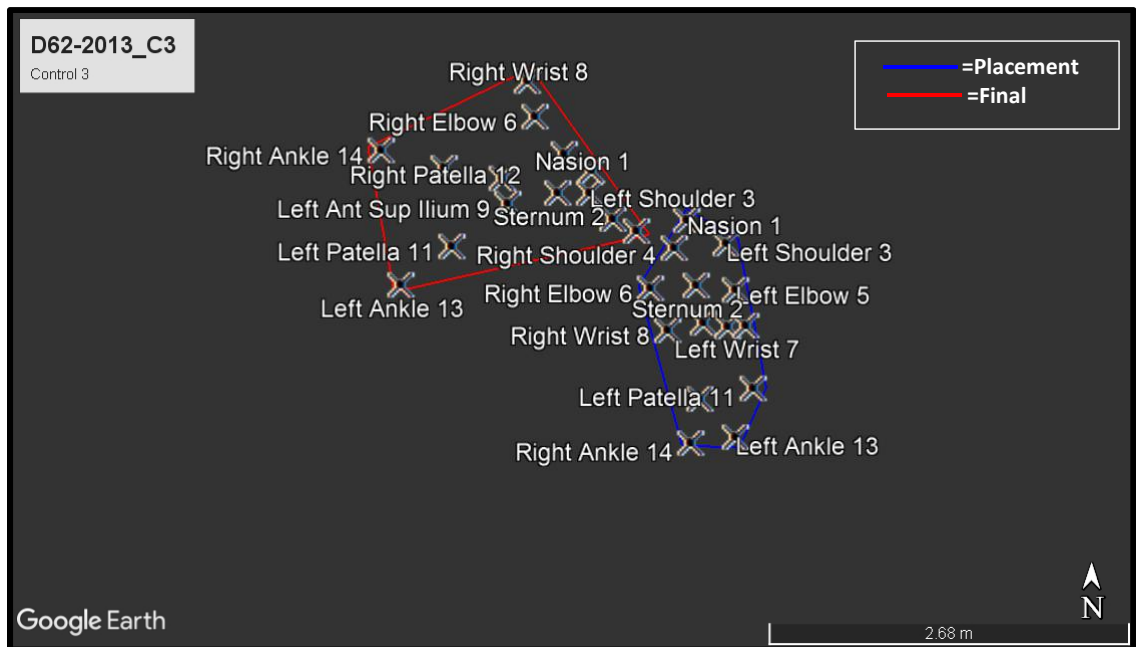 D62-2013_C3
Control 3
=Placement
=Final
Right Wrist 8
Right Elbow 6
Right Ankle 14
Nasion 1
Right Patella 12
Left Shoulder 3
Left Ant Sup Ilium 9
Sternum 2
Nasion 1
Left Patella 11
Right Shoulder 4
Left Shoulder 3
Right Elbow 6
Left Elbow 5
Left Ankle 13
Sternum 2
Right Wrist 8
Left Wrist 7
Left Patella 11
Right Ankle 14
Left Ankle 13
N
Google Earth
2.68 m